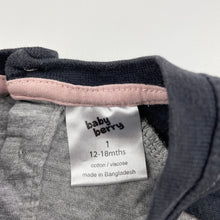 baby
berry
1
12-18mths
cotton / viscose
made in Bangladesh